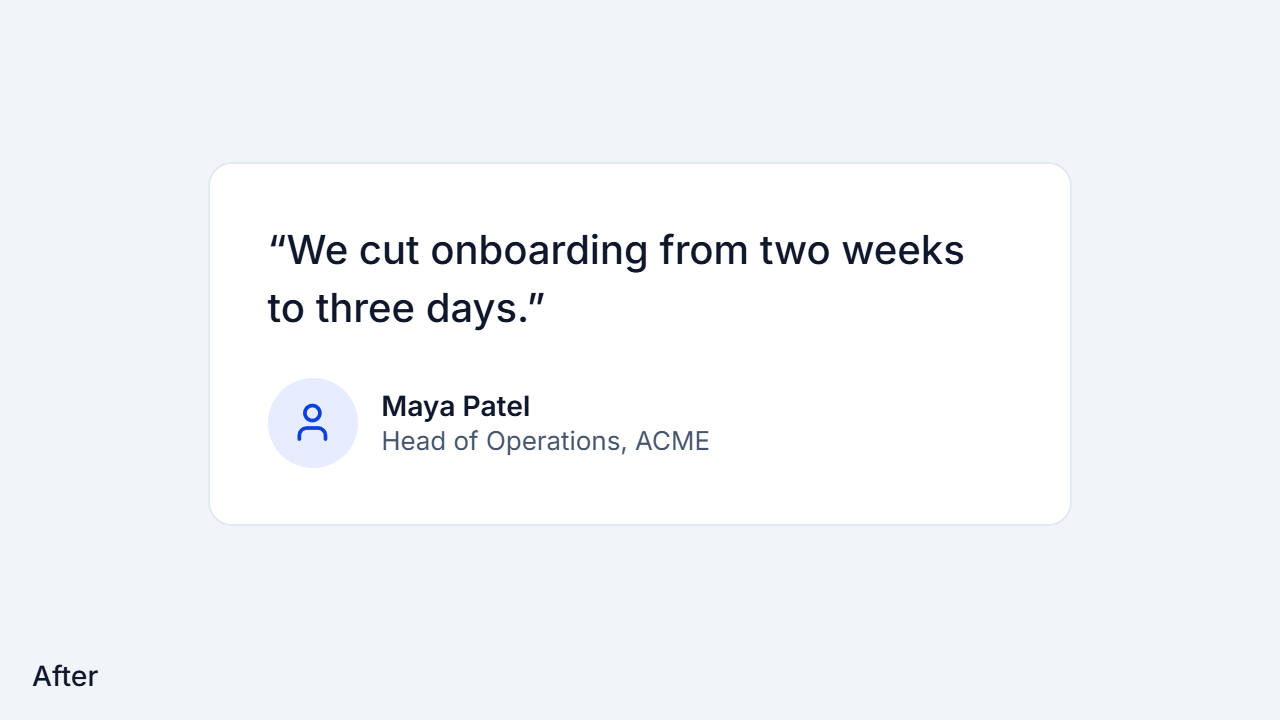 “We cut onboarding from two weeks
to three days.”
Maya Patel
Head of Operations, ACME
After